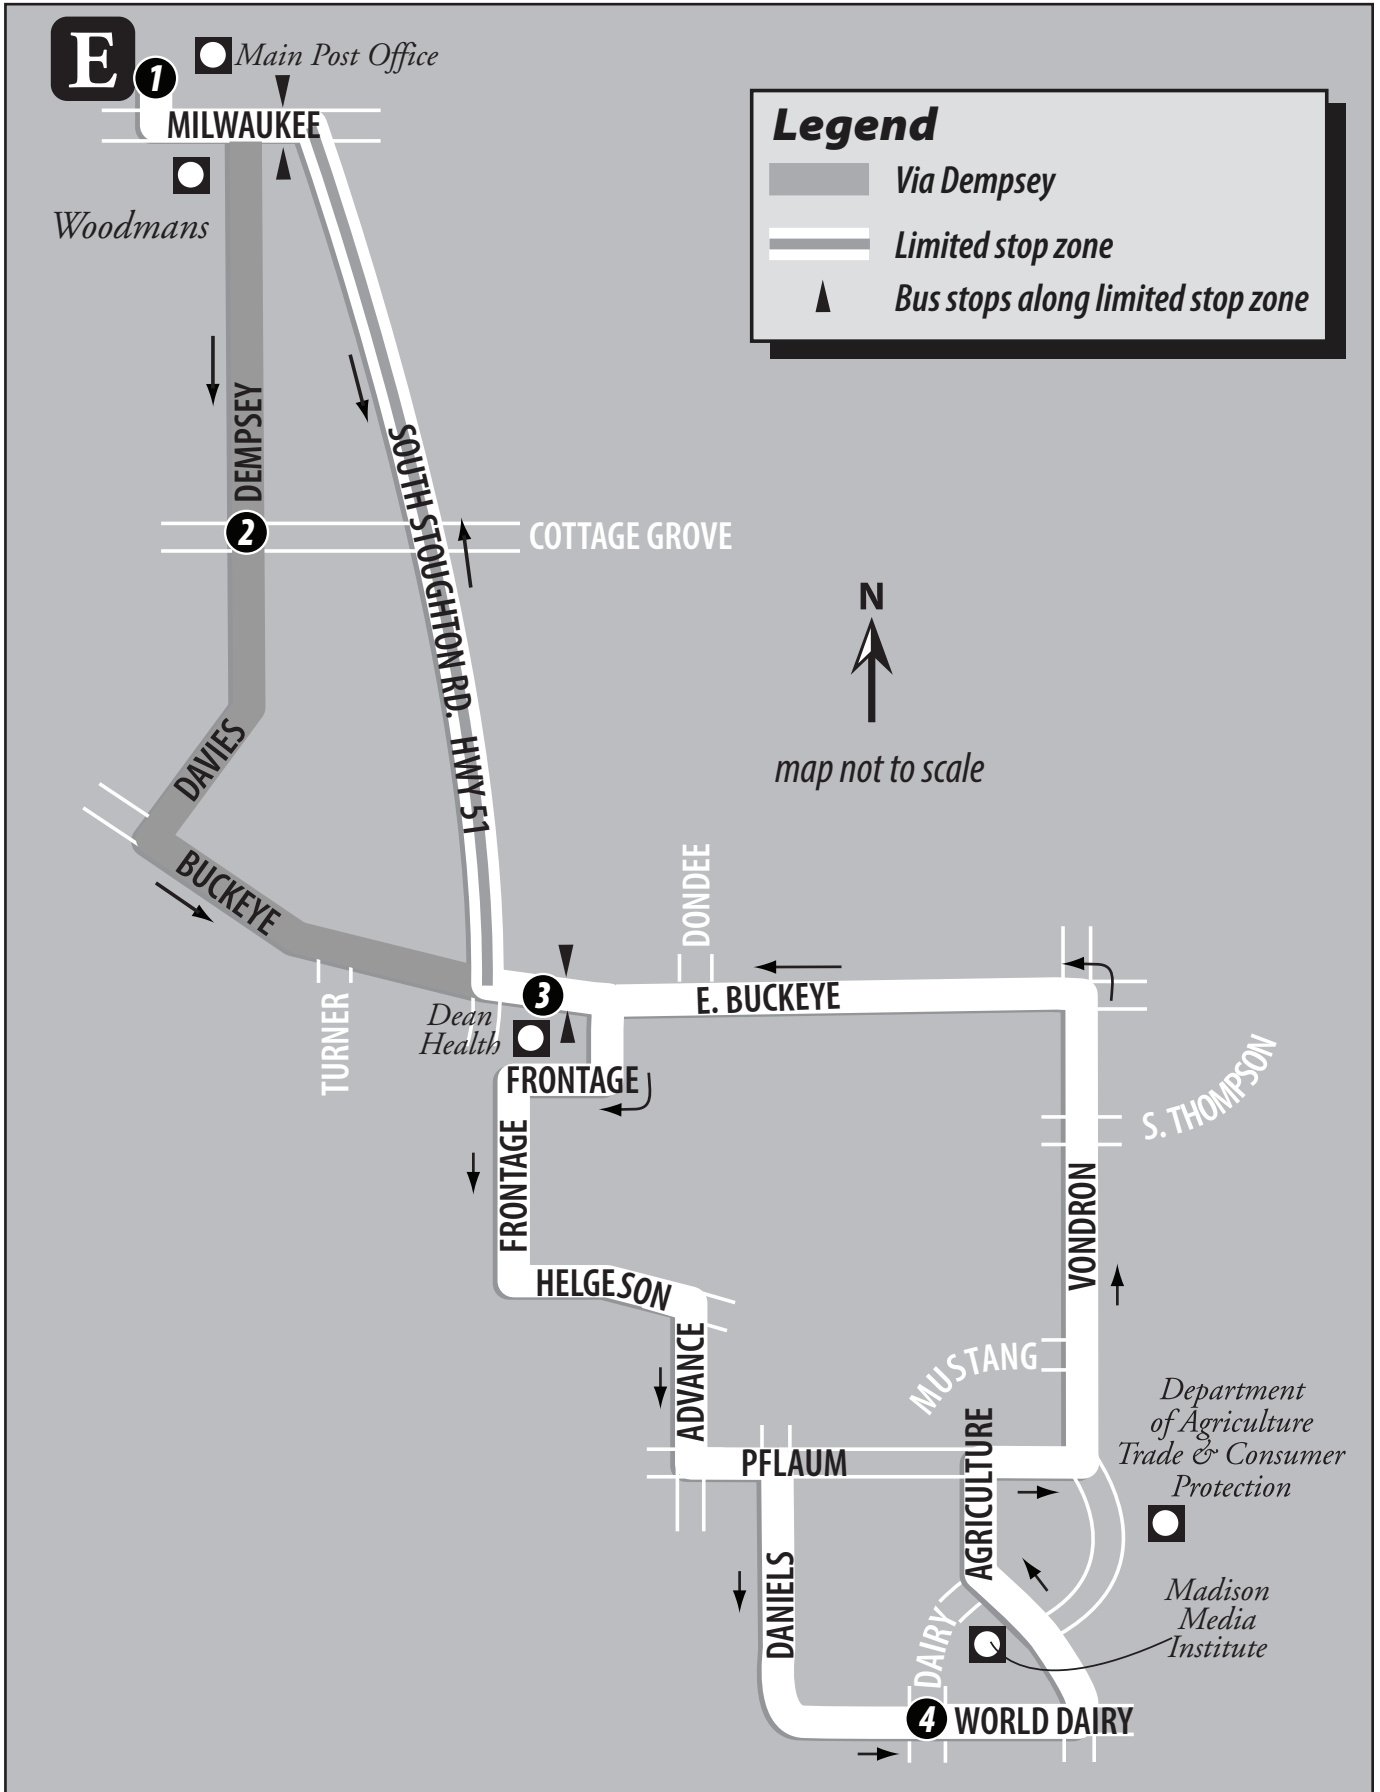 E
1
Main Post Office
MILWAUKEE
Woodmans
Legend
Via Dempsey
Limited stop zone
Bus stops along limited stop zone
DEMPSEY
SOUTH STOUGHTON RD. HWY 51
2
COTTAGE GROVE
N
map not to scale
DAVIES
BUCKEYE
DONDEE
TURNER
3
E. BUCKEYE
Dean
Health
FRONTAGE
S. THOMPSON
FRONTAGE
VONDRON
HELGESON
ADVANCE
MUSTANG
Department
of Agriculture
Trade & Consumer
Protection
PFLAUM
AGRICULTURE
DANIELS
DAIRY
Madison
Media
Institute
4
WORLD DAIRY